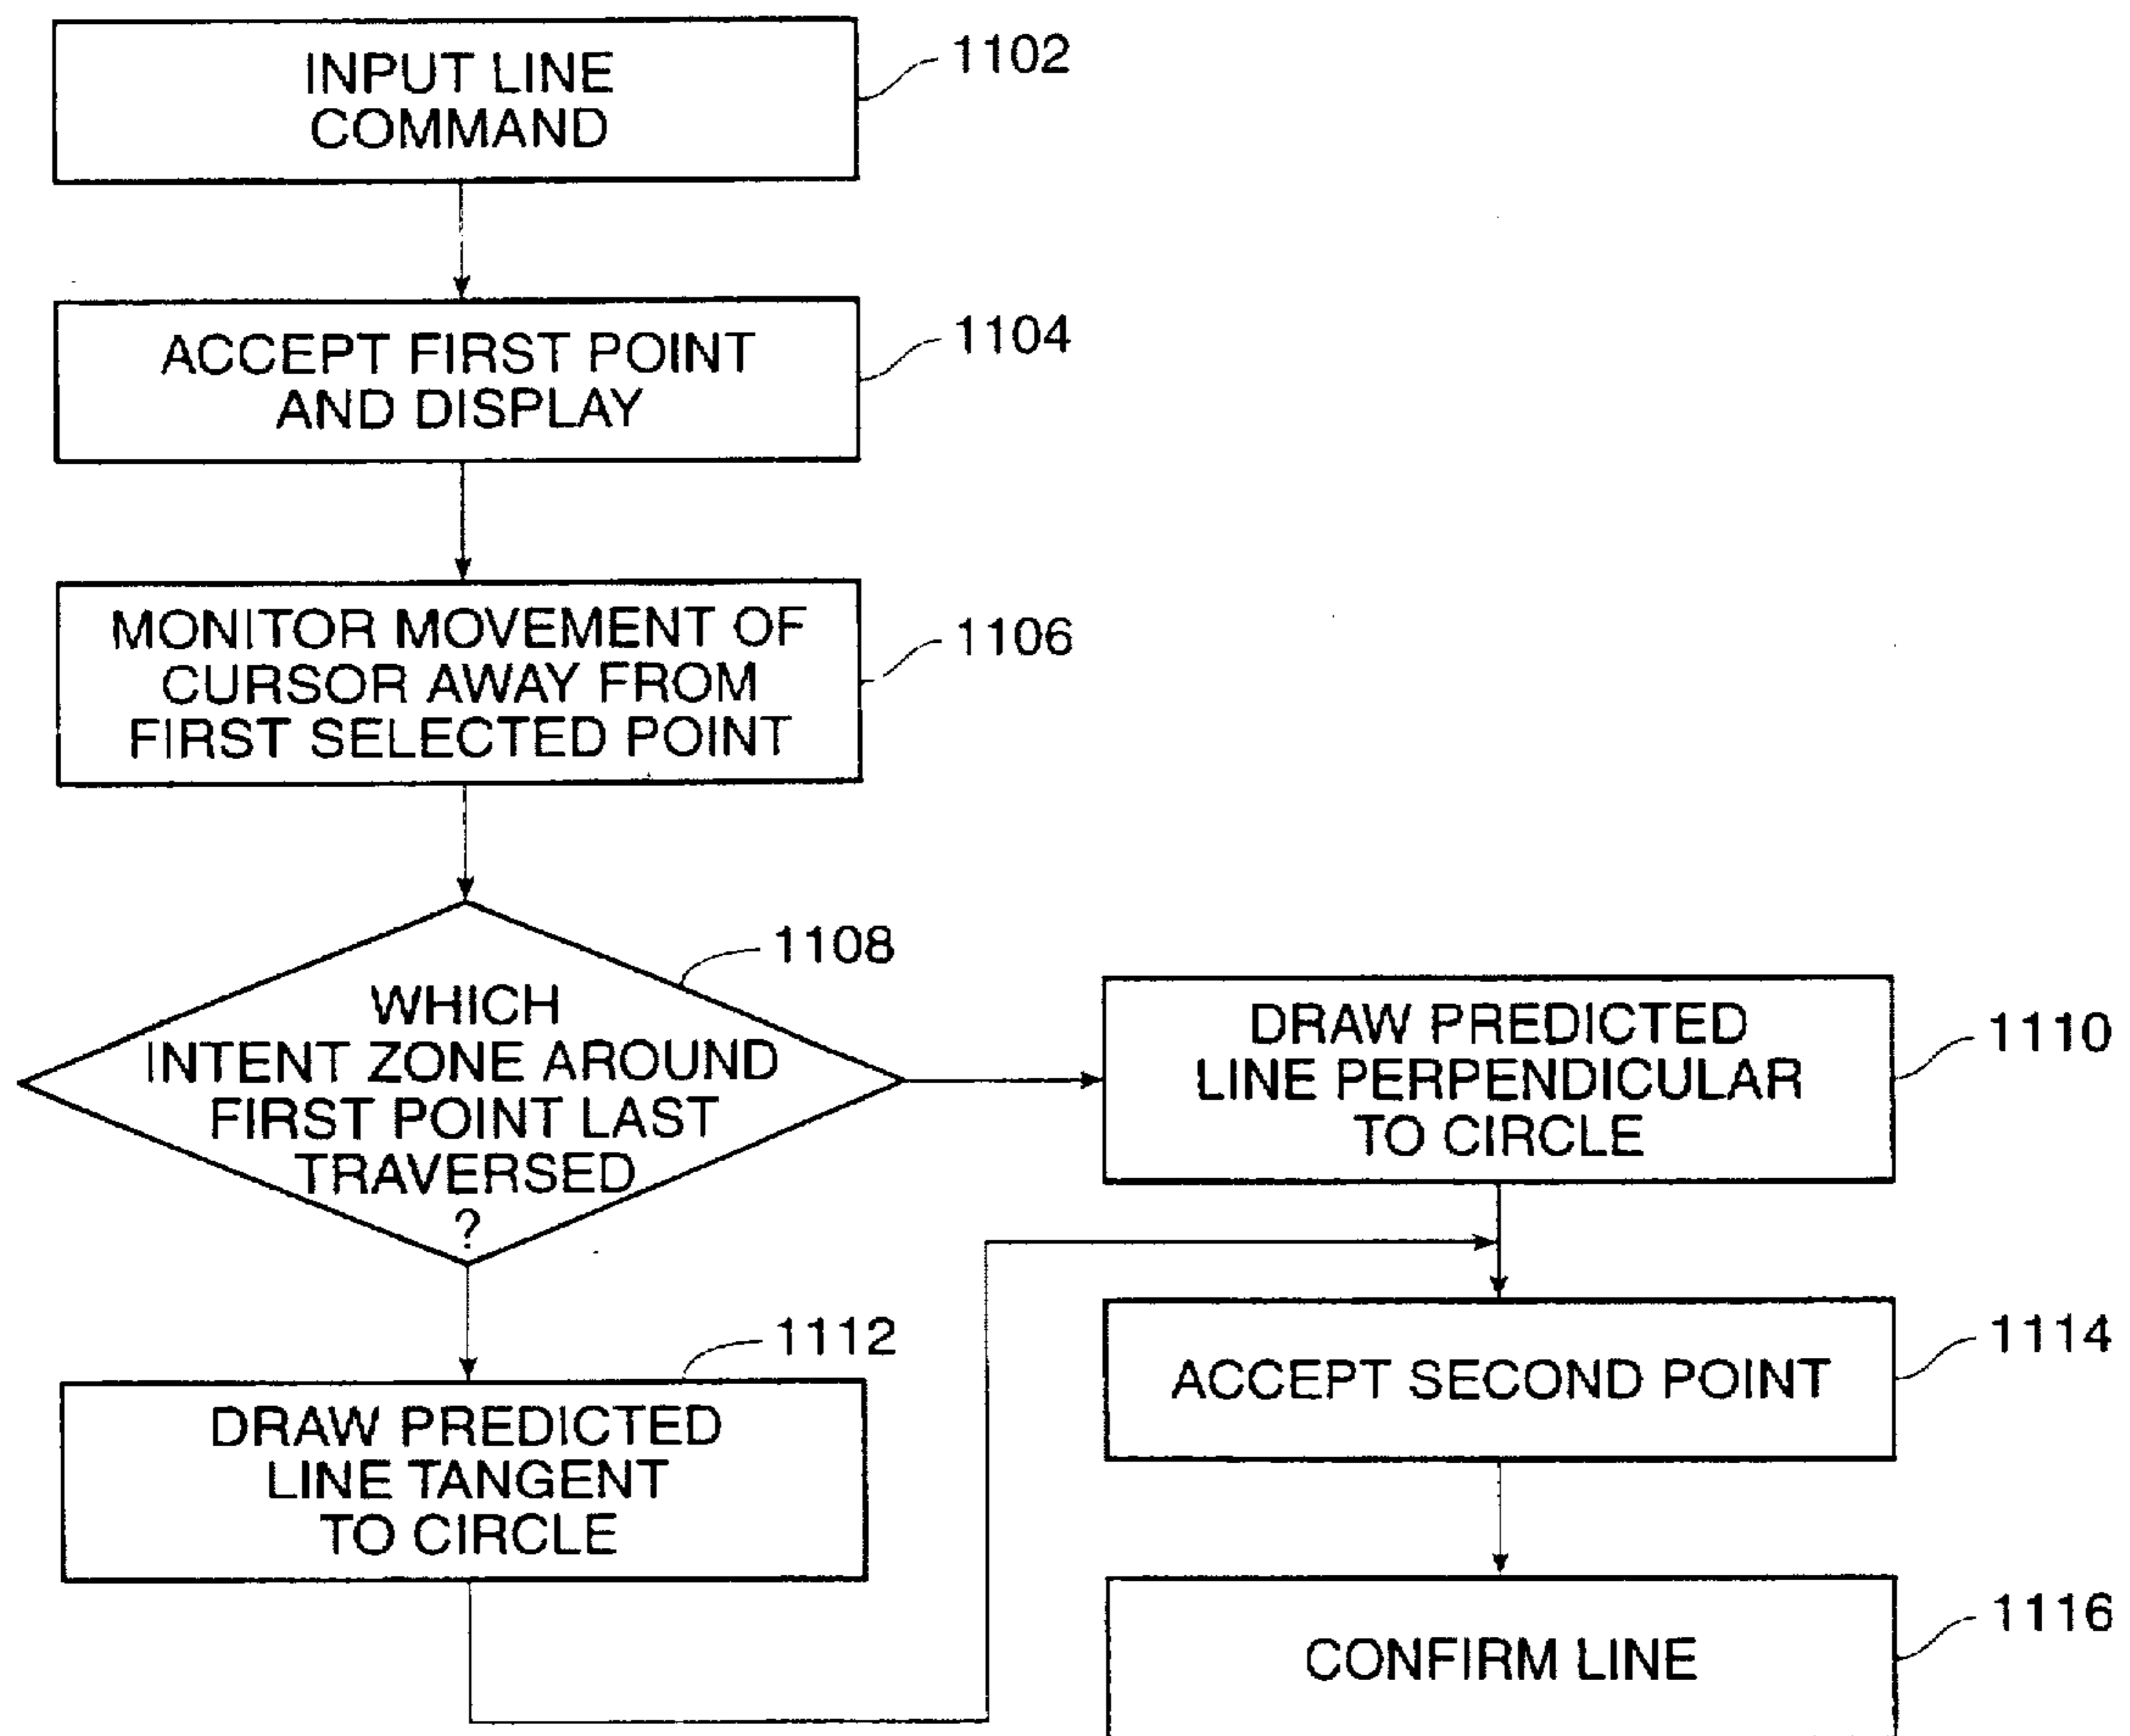 INPUT LINE
COMMAND
1102
ACCEPT FIRST POINT
AND DISPLAY
1104
MONITOR MOVEMENT OF
CURSOR AWAY FROM
FIRST SELECTED POINT
1106
WHICH
INTENT ZONE AROUND
FIRST POINT LAST
TRAVERSED
?
1108
DRAW PREDICTED
LINE PERPENDICULAR
TO CIRCLE
1110
DRAW PREDICTED
LINE TANGENT
TO CIRCLE
1112
ACCEPT SECOND POINT
1114
CONFIRM LINE
1116